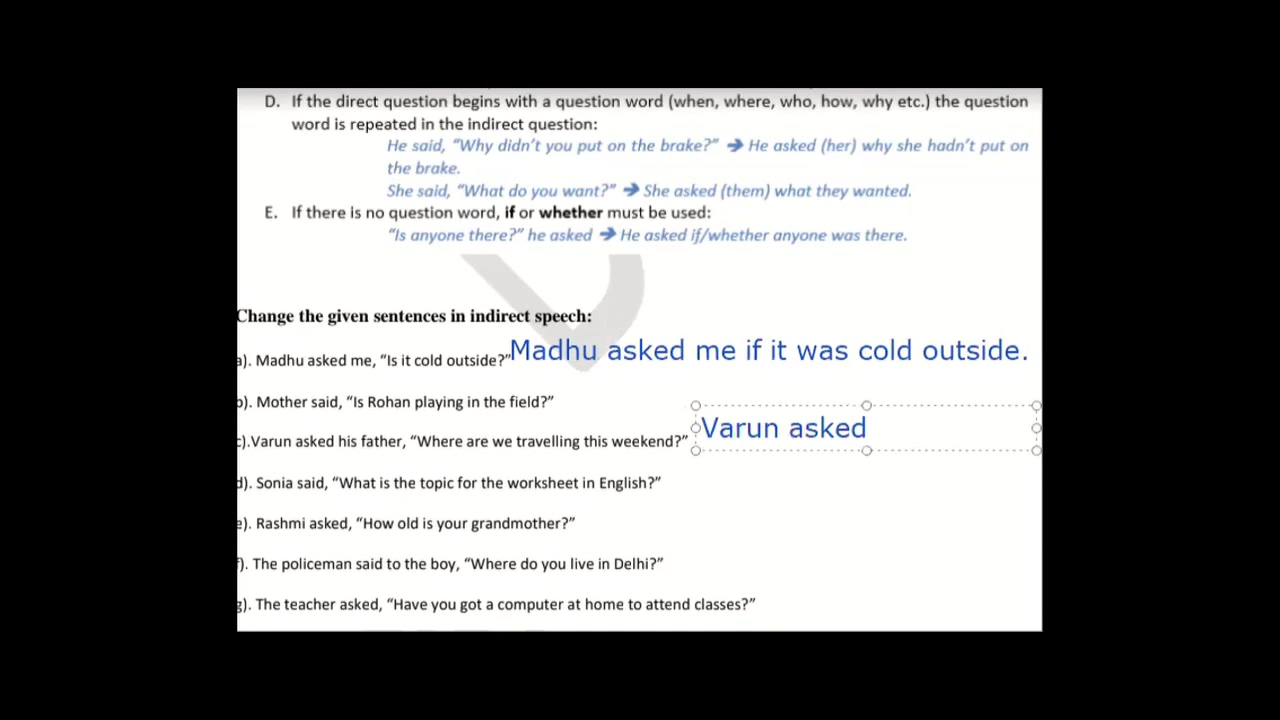 D. If the direct question begins with a question word (when, where, who, how, why etc.) the question
word is repeated in the indirect question:
He said, “Why didn’t you put on the brake?” ➔ He asked (her) why she hadn’t put on
the brake.
She said, “What do you want?” ➔ She asked (them) what they wanted.
E. If there is no question word, if or whether must be used:
“Is anyone there?” he asked ➔ He asked if/whether anyone was there.
Change the given sentences in indirect speech:
a). Madhu asked me, “Is it cold outside?” Madhu asked me if it was cold outside.
b). Mother said, “Is Rohan playing in the field?”
c).Varun asked his father, “Where are we travelling this weekend?” Varun asked
d). Sonia said, “What is the topic for the worksheet in English?”
e). Rashmi asked, “How old is your grandmother?”
f). The policeman said to the boy, “Where do you live in Delhi?”
g). The teacher asked, “Have you got a computer at home to attend classes?”